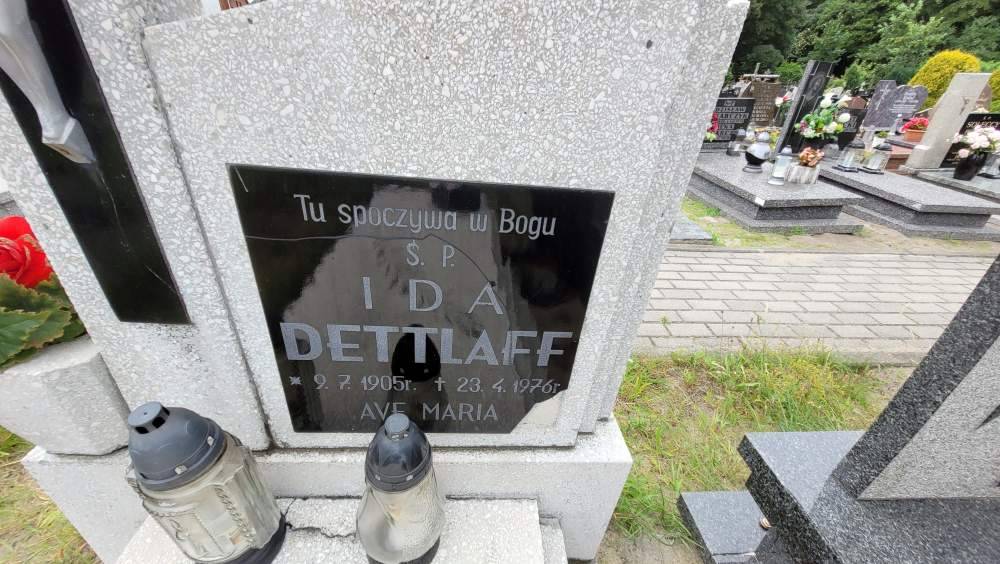 Tu spoczywa w Bogu
Ś. P.
IDA
DETTLAFF
* 9. 7. 1905r. † 23. 4. 1976r
AVE MARIA